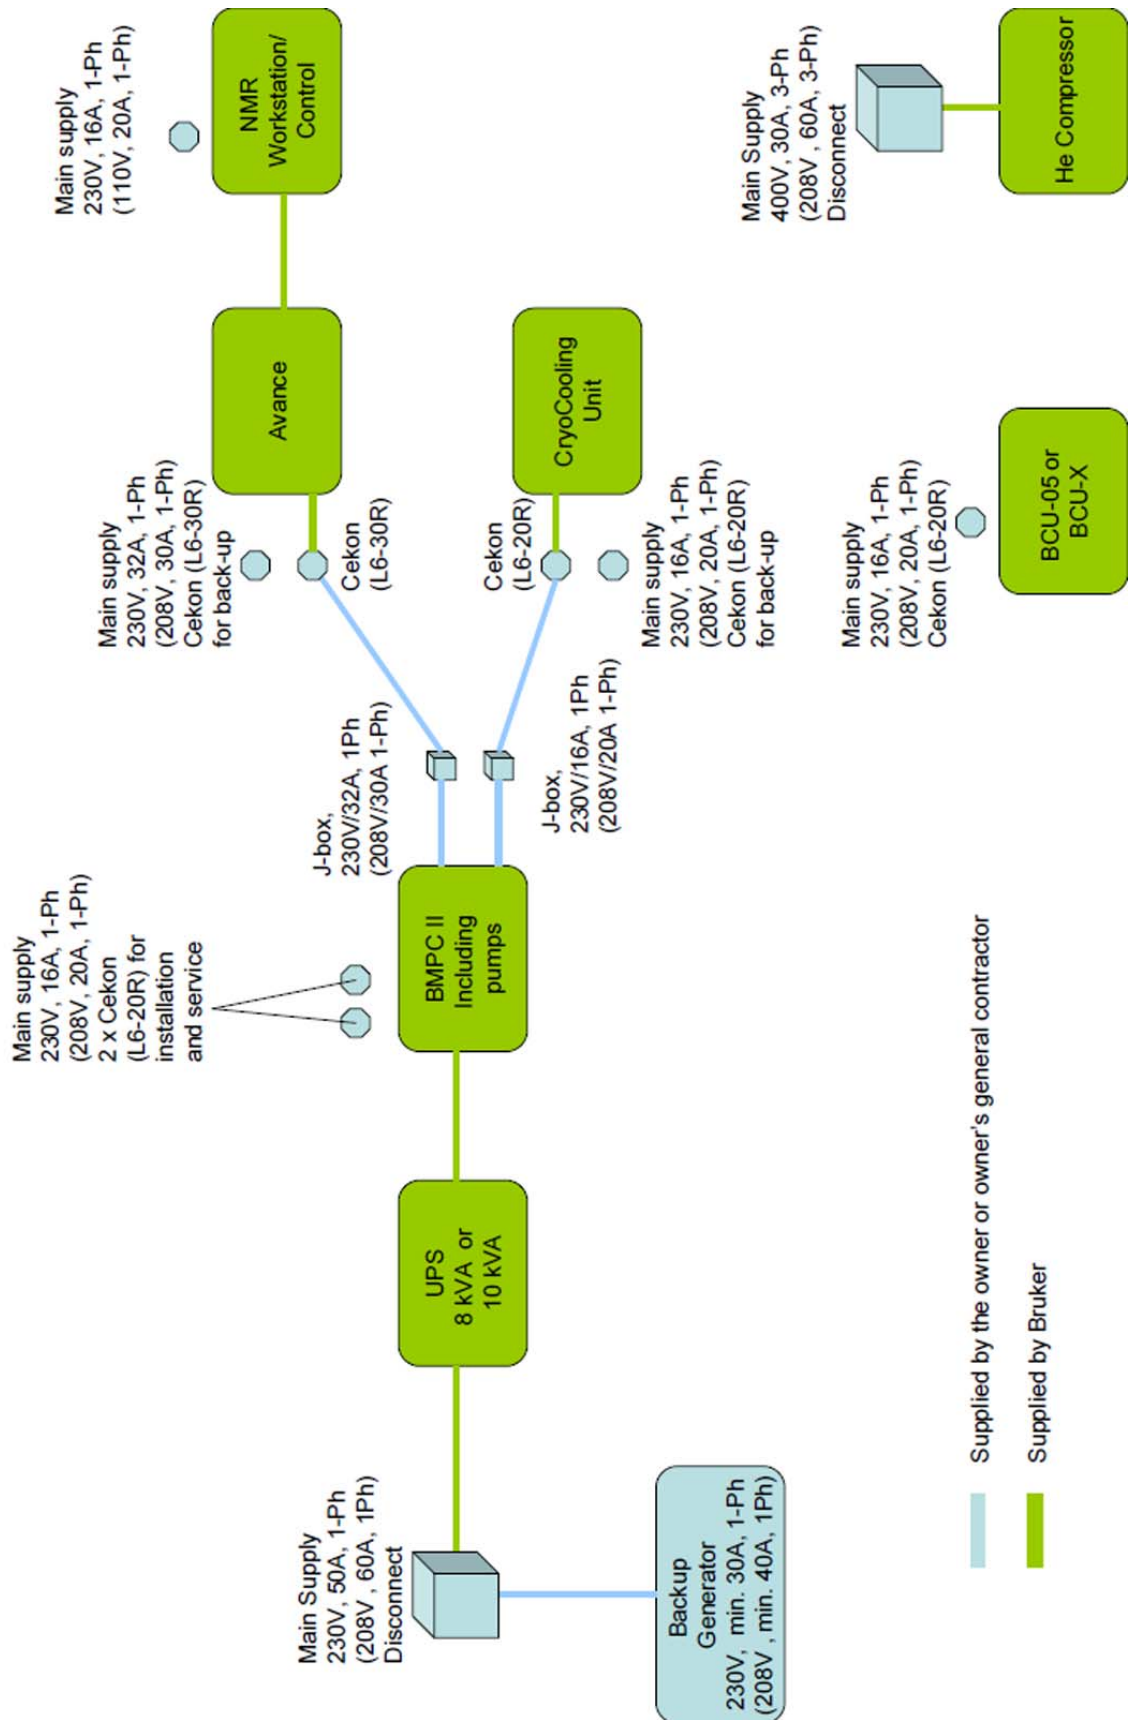 Main Supply
230V, 50A, 1-Ph
(208V , 60A, 1Ph)
Disconnect
Backup
Generator
230V, min. 30A, 1-Ph
(208V , min. 40A, 1Ph)
UPS
8 kVA or
10 kVA
Main supply
230V, 16A, 1-Ph
(208V, 20A, 1-Ph)
2 x Cekon
(L6-20R) for
installation
and service
BMPC II
Including
pumps
J-box,
230V/32A, 1Ph
(208V/30A 1-Ph)
J-box,
230V/16A, 1Ph
(208V/20A 1-Ph)
Main supply
230V, 32A, 1-Ph
(208V, 30A, 1-Ph)
Cekon (L6-30R)
for back-up
Cekon
(L6-30R)
Avance
Main supply
230V, 16A, 1-Ph
(110V, 20A, 1-Ph)
NMR
Workstation/
Control
Cekon
(L6-20R)
CryoCooling
Unit
Main supply
230V, 16A, 1-Ph
(208V, 20A, 1-Ph)
Cekon (L6-20R)
for back-up
Main supply
230V, 16A, 1-Ph
(208V, 20A, 1-Ph)
Cekon (L6-20R)
BCU-05 or
BCU-X
Main Supply
400V, 30A, 3-Ph
(208V , 60A, 3-Ph)
Disconnect
He Compressor
Supplied by the owner or owner's general contractor
Supplied by Bruker